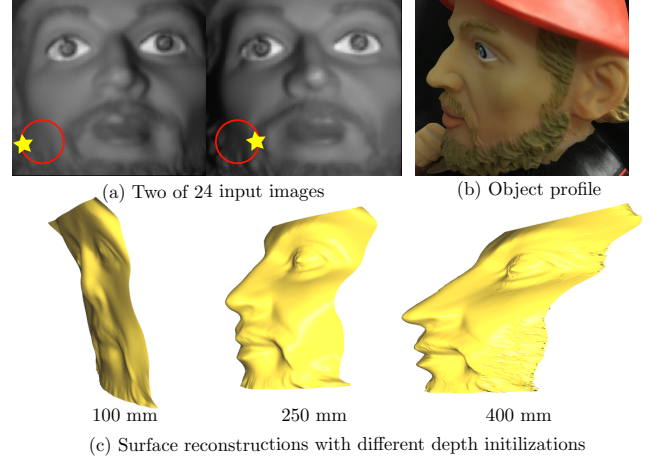 (a) Two of 24 input images
(b) Object profile
100 mm
250 mm
400 mm
(c) Surface reconstructions with different depth initilizations